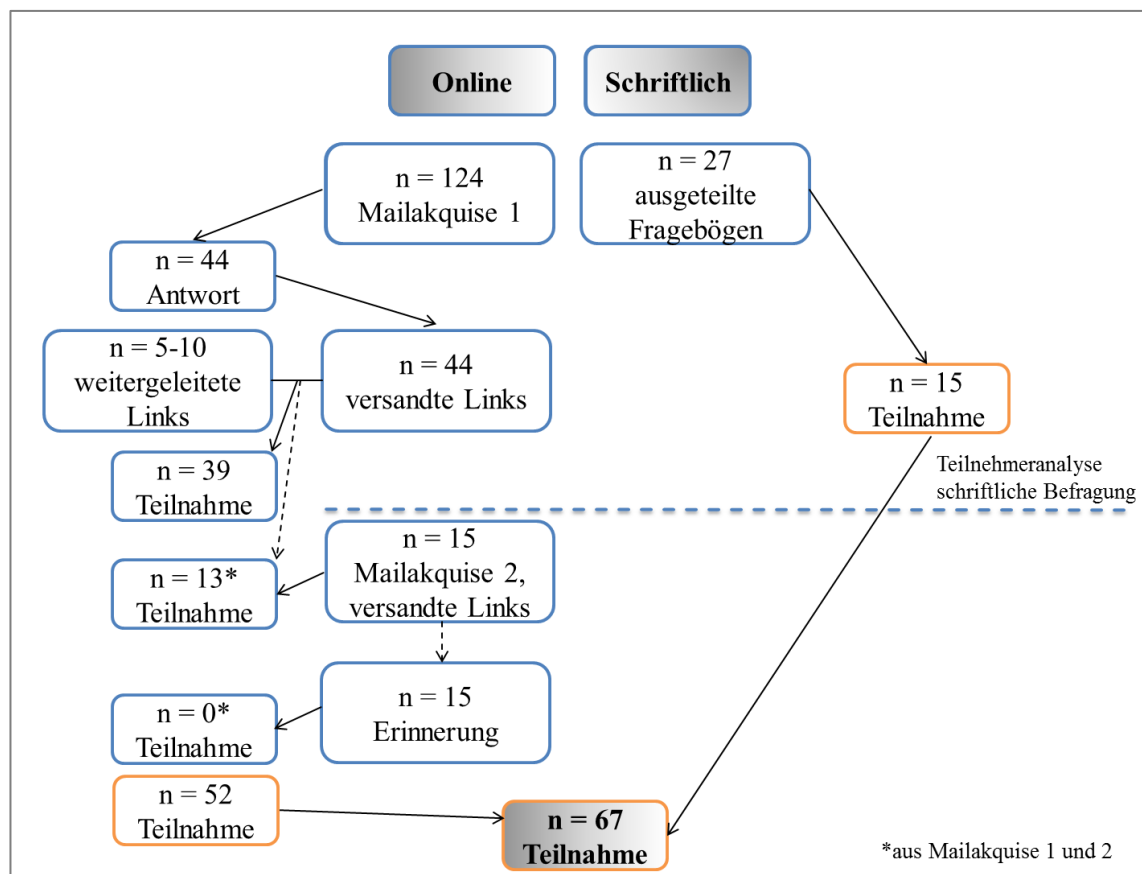 Online
Schriftlich
n = 124
Mailakquise 1
n = 27
ausgeteilte
Fragebögen
n = 44
Antwort
n = 5-10
weitergeleitete
Links
n = 44
versandte Links
n = 15
Teilnahme
n = 39
Teilnahme
Teilnehmeranalyse
schriftliche Befragung
n = 13*
Teilnahme
n = 15
Mailakquise 2,
versandte Links
n = 0*
Teilnahme
n = 15
Erinnerung
n = 52
Teilnahme
n = 67
Teilnahme
*aus Mailakquise 1 und 2